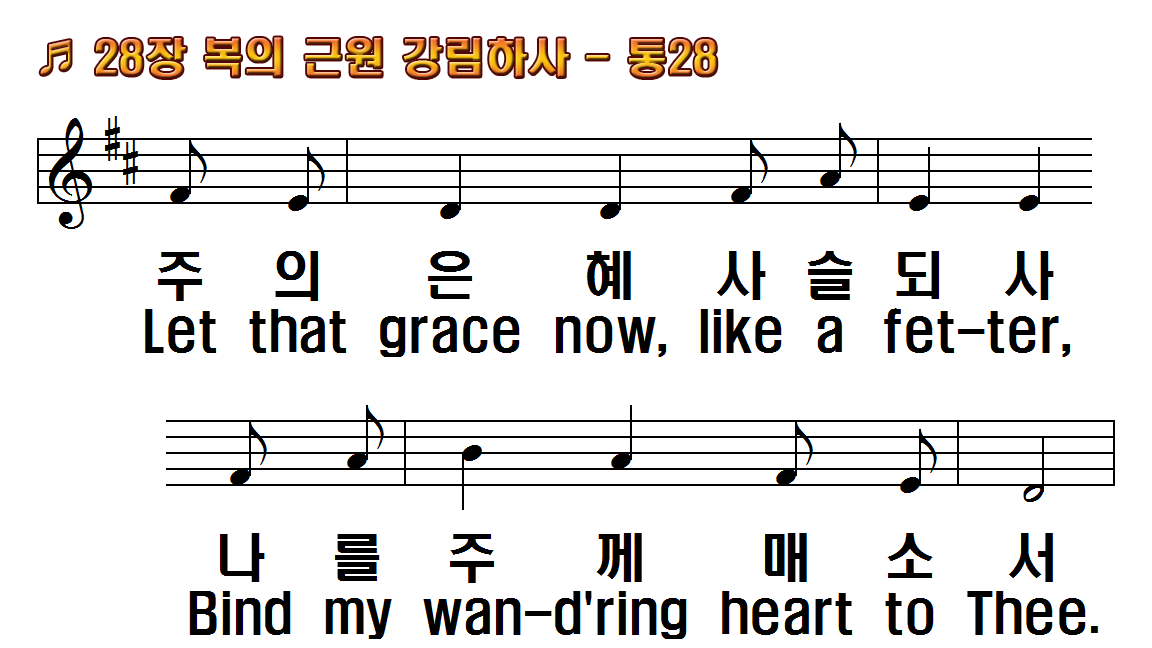 28장 복의 근원 강림하사 - 통28
주 의 은 혜 사 슬 되 사
Let that grace now, like a fet-ter,
나 를 주 께 매 소 서
Bind my wan-d'ring heart to Thee.